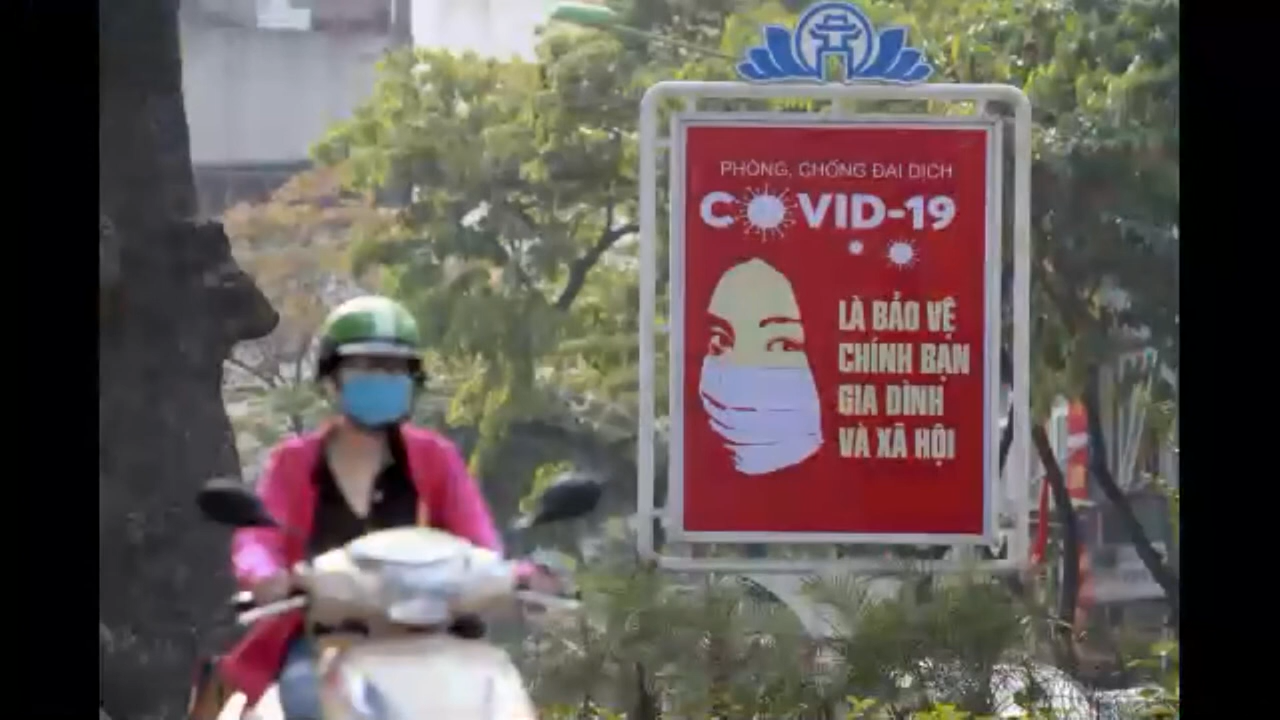 PHÒNG, CHỐNG ĐẠI DỊCH
COVID-19
LÀ BẢO VỆ
CHÍNH BẠN
GIA ĐÌNH
VÀ XÃ HỘI